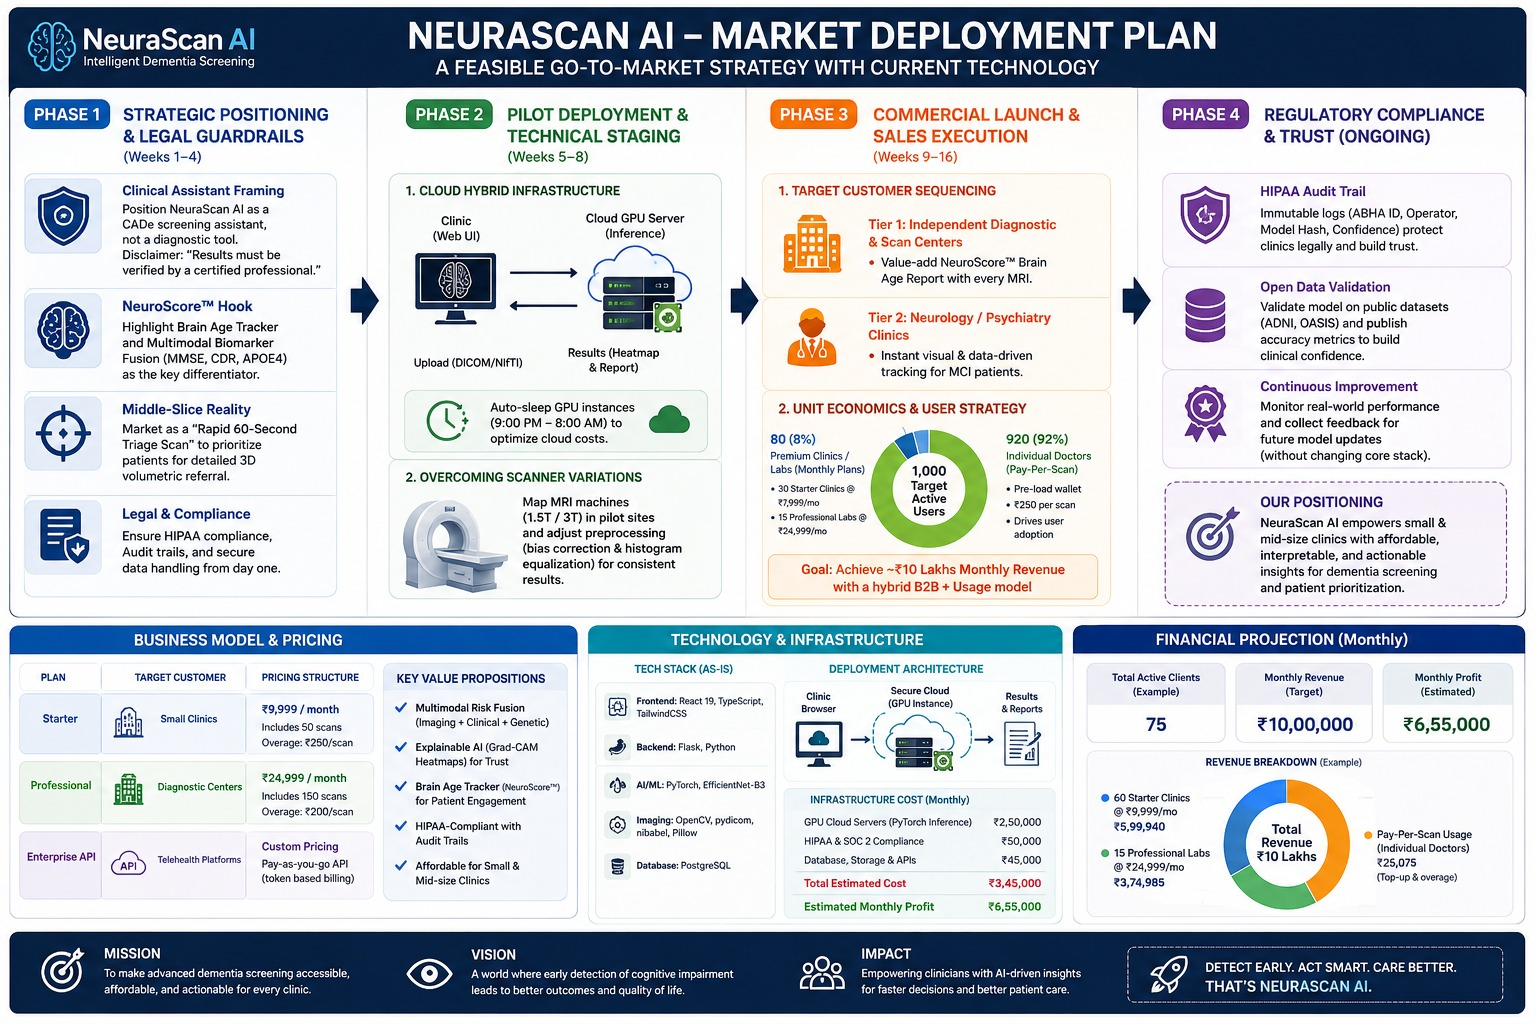 NeuraScan AI
Intelligent Dementia Screening
NEURASCAN AI – MARKET DEPLOYMENT PLAN
A FEASIBLE GO-TO-MARKET STRATEGY WITH CURRENT TECHNOLOGY
PHASE 1
STRATEGIC POSITIONING
& LEGAL GUARDRAILS
(Weeks 1–4)
Clinical Assistant Framing
Position NeuraScan AI as a
CADe screening assistant,
not a diagnostic tool.
Disclaimer: “Results must be
verified by a certified professional.”
NeuroScore™ Hook
Highlight Brain Age Tracker
and Multimodal Biomarker
Fusion (MMSE, CDR, APOE4)
as the key differentiator.
Middle-Slice Reality
Market as a “Rapid 60-Second
Triage Scan” to prioritize
patients for detailed 3D
volumetric referral.
Legal & Compliance
Ensure HIPAA compliance,
Audit trails, and secure
data handling from day one.
PHASE 2
PILOT DEPLOYMENT &
TECHNICAL STAGING
(Weeks 5–8)
1. CLOUD HYBRID INFRASTRUCTURE
Clinic
(Web UI)
Cloud GPU Server
(Inference)
Upload (DICOM/NIfTI)
Results (Heatmap
& Report)
Auto-sleep GPU instances
(9:00 PM – 8:00 AM) to
optimize cloud costs.
2. OVERCOMING SCANNER VARIATIONS
Map MRI machines
(1.5T / 3T) in pilot sites
and adjust preprocessing
(bias correction & histogram
equalization) for consistent
results.
PHASE 3
COMMERCIAL LAUNCH &
SALES EXECUTION
(Weeks 9–16)
1. TARGET CUSTOMER SEQUENCING
Tier 1: Independent Diagnostic
& Scan Centers
• Value-add NeuroScore™ Brain
Age Report with every MRI.
Tier 2: Neurology / Psychiatry
Clinics
• Instant visual & data-driven
tracking for MCI patients.
2. UNIT ECONOMICS & USER STRATEGY
80 (8%)
Premium Clinics /
Labs (Monthly Plans)
• 30 Starter Clinics @
₹7,999/mo
• 15 Professional Labs @
₹24,999/mo
1,000
Target
Active
Users
920 (92%)
Individual Doctors
(Pay-Per-Scan)
• Pre-load wallet
• ₹250 per scan
• Drives user
adoption
Goal: Achieve ~₹10 Lakhs Monthly Revenue
with a hybrid B2B + Usage model
PHASE 4
REGULATORY COMPLIANCE
& TRUST (ONGOING)
HIPAA Audit Trail
Immutable logs (ABHA ID, Operator,
Model Hash, Confidence) protect
clinics legally and build trust.
Open Data Validation
Validate model on public datasets
(ADNI, OASIS) and publish
accuracy metrics to build
clinical confidence.
Continuous Improvement
Monitor real-world performance
and collect feedback for
future model updates
(without changing core stack).
OUR POSITIONING
NeuraScan AI empowers small &
mid-size clinics with affordable,
interpretable, and actionable
insights for dementia screening
and patient prioritization.
BUSINESS MODEL & PRICING
PLAN
TARGET CUSTOMER
PRICING STRUCTURE
Starter
Small Clinics
₹9,999 / month
Includes 50 scans
Overage: ₹250/scan
Professional
Diagnostic Centers
₹24,999 / month
Includes 150 scans
Overage: ₹200/scan
Enterprise API
API
Telehealth Platforms
Custom Pricing
Pay-as-you-go API
(token based billing)
KEY VALUE PROPOSITIONS
Multimodal Risk Fusion
(Imaging + Clinical + Genetic)
Explainable AI (Grad-CAM
Heatmaps) for Trust
Brain Age Tracker (NeuroScore™)
for Patient Engagement
HIPAA-Compliant with
Audit Trails
Affordable for Small &
Mid-size Clinics
TECHNOLOGY & INFRASTRUCTURE
TECH STACK (AS-IS)
Frontend: React 19, TypeScript,
TailwindCSS
Backend: Flask, Python
AI/ML: PyTorch, EfficientNet-B3
Imaging: OpenCV, pydicom,
nibabel, Pillow
Database: PostgreSQL
DEPLOYMENT ARCHITECTURE
Clinic
Browser
Secure Cloud
(GPU Instance)
Results
& Reports
INFRASTRUCTURE COST (Monthly)
GPU Cloud Servers (PyTorch Inference) ₹2,50,000
HIPAA & SOC 2 Compliance ₹50,000
Database, Storage & APIs ₹45,000
Total Estimated Cost ₹3,45,000
Estimated Monthly Profit ₹6,55,000
FINANCIAL PROJECTION (Monthly)
Total Active Clients
(Example)
75
Monthly Revenue
(Target)
₹10,00,000
Monthly Profit
(Estimated)
₹6,55,000
REVENUE BREAKDOWN (Example)
60 Starter Clinics
@ ₹9,999/mo
₹5,99,940
15 Professional Labs
@ ₹24,999/mo
₹3,74,985
Total
Revenue
₹10 Lakhs
Pay-Per-Scan Usage
(Individual Doctors)
₹25,075
(Top-up & overage)
MISSION
To make advanced dementia screening accessible,
affordable, and actionable for every clinic.
VISION
A world where early detection of cognitive impairment
leads to better outcomes and quality of life.
IMPACT
Empowering clinicians with AI-driven insights
for faster decisions and better patient care.
DETECT EARLY. ACT SMART. CARE BETTER.
THAT’S NEURASCAN AI.